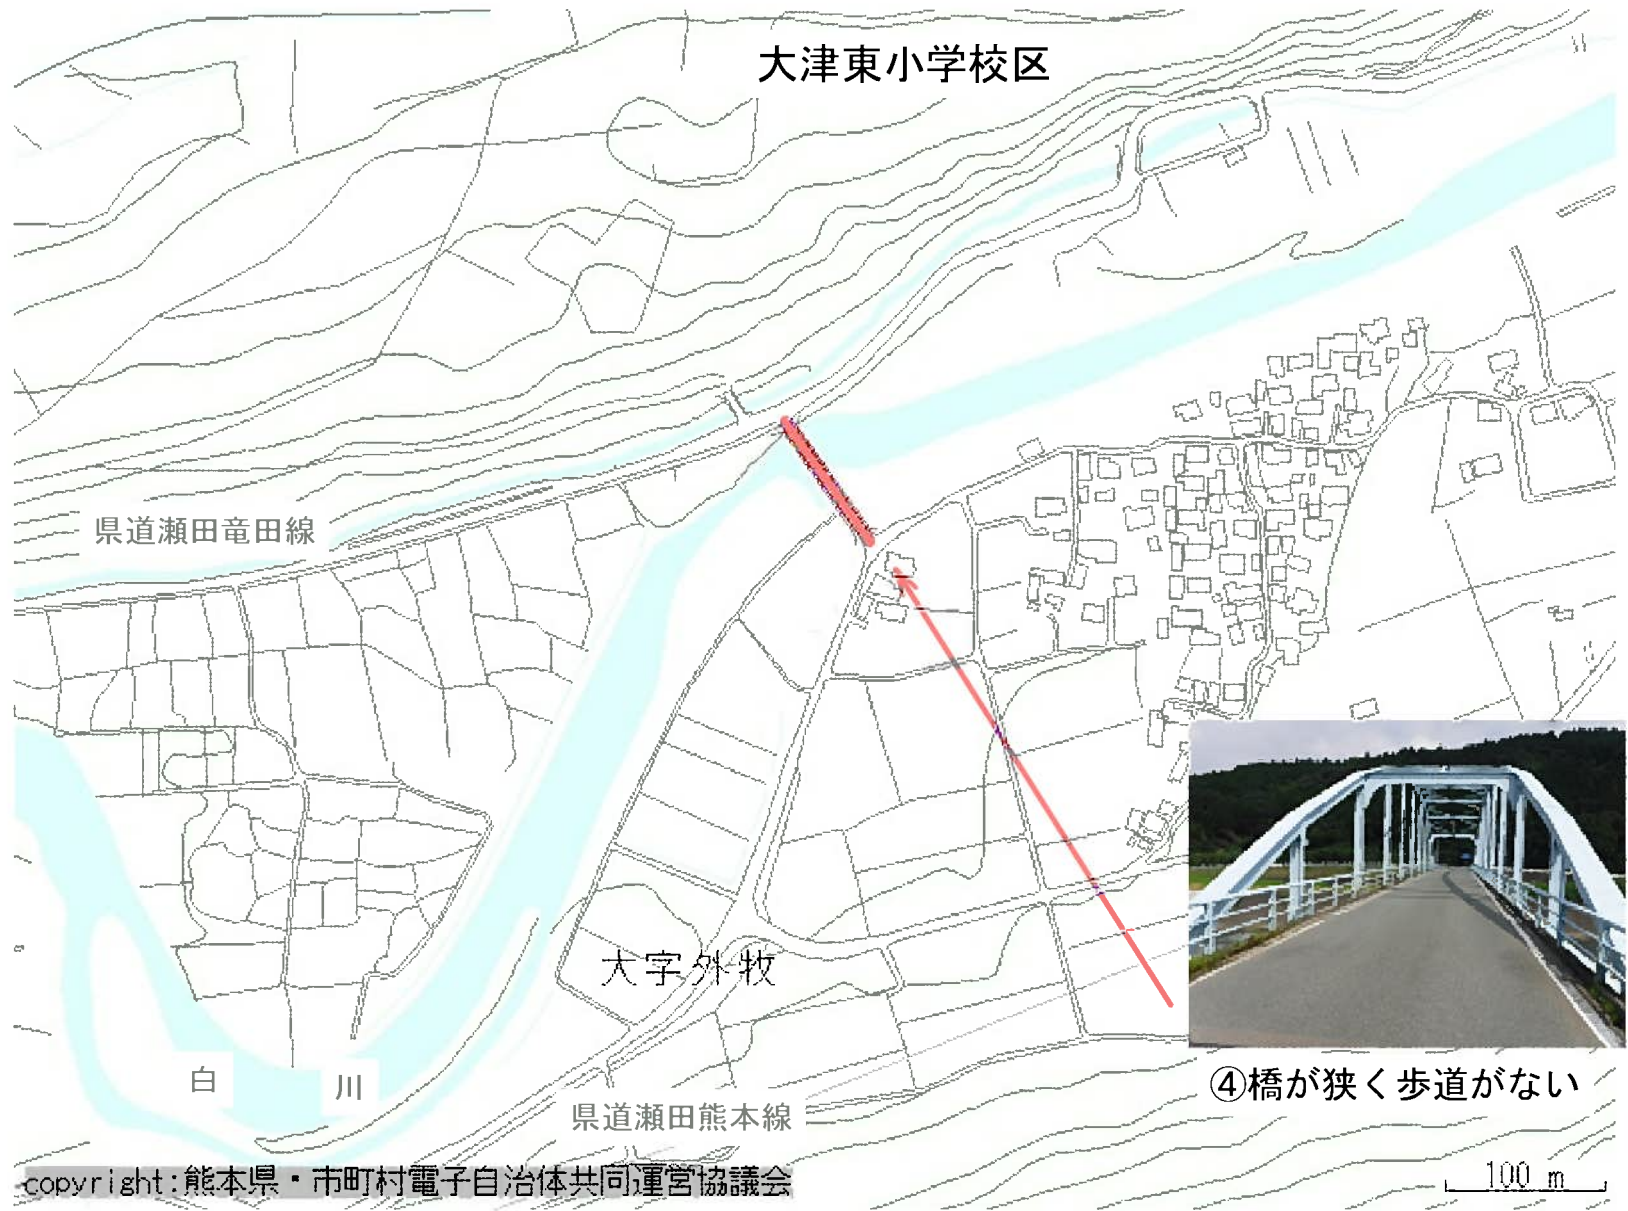 大津東小学校区
県道瀬田竜田線
大字外牧
白川
県道瀬田熊本線
④橋が狭く歩道がない
copyright:熊本県・市町村電子自治体共同運営協議会
100 m